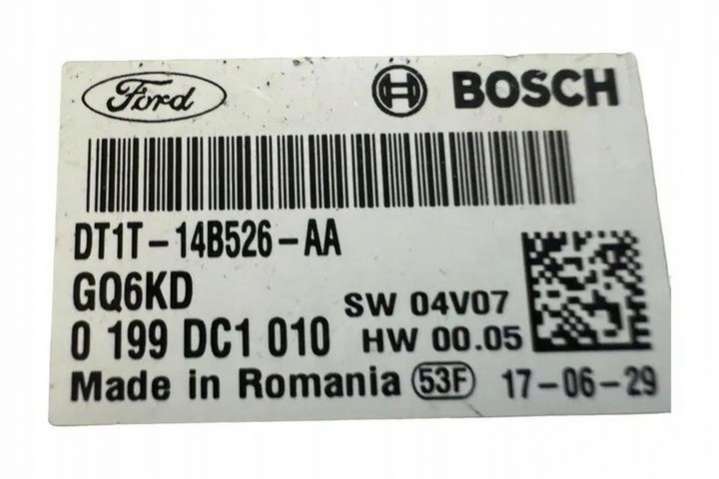 Ford BOSCH
DT1T-14B526-AA
GQ6KD
SW 04V07
0 199 DC1 010
HW 00.05
Made in Romania 53F 17-06-29